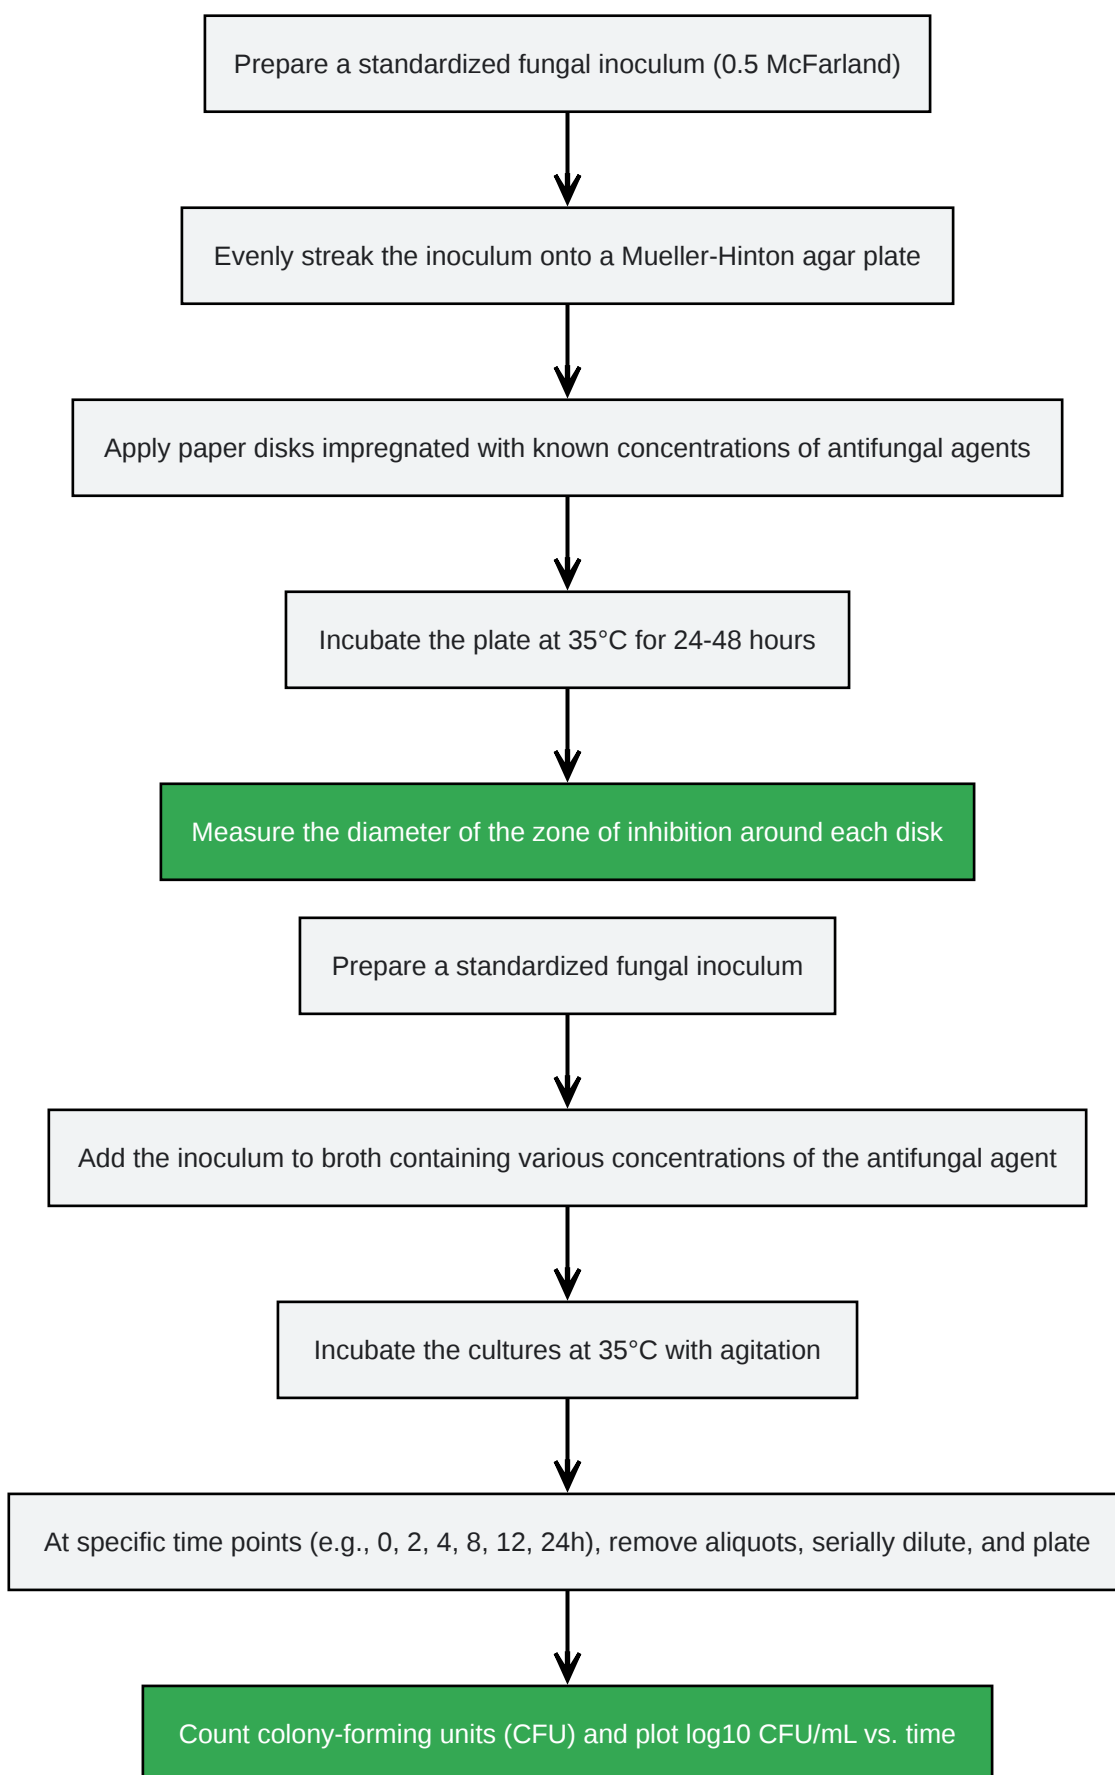 Prepare a standardized fungal inoculum (0.5 McFarland)
Evenly streak the inoculum onto a Mueller-Hinton agar plate
Apply paper disks impregnated with known concentrations of antifungal agents
Incubate the plate at 35°C for 24-48 hours
Measure the diameter of the zone of inhibition around each disk
Prepare a standardized fungal inoculum
Add the inoculum to broth containing various concentrations of the antifungal agent
Incubate the cultures at 35°C with agitation
At specific time points (e.g., 0, 2, 4, 8, 12, 24h), remove aliquots, serially dilute, and plate
Count colony-forming units (CFU) and plot log10 CFU/mL vs. time